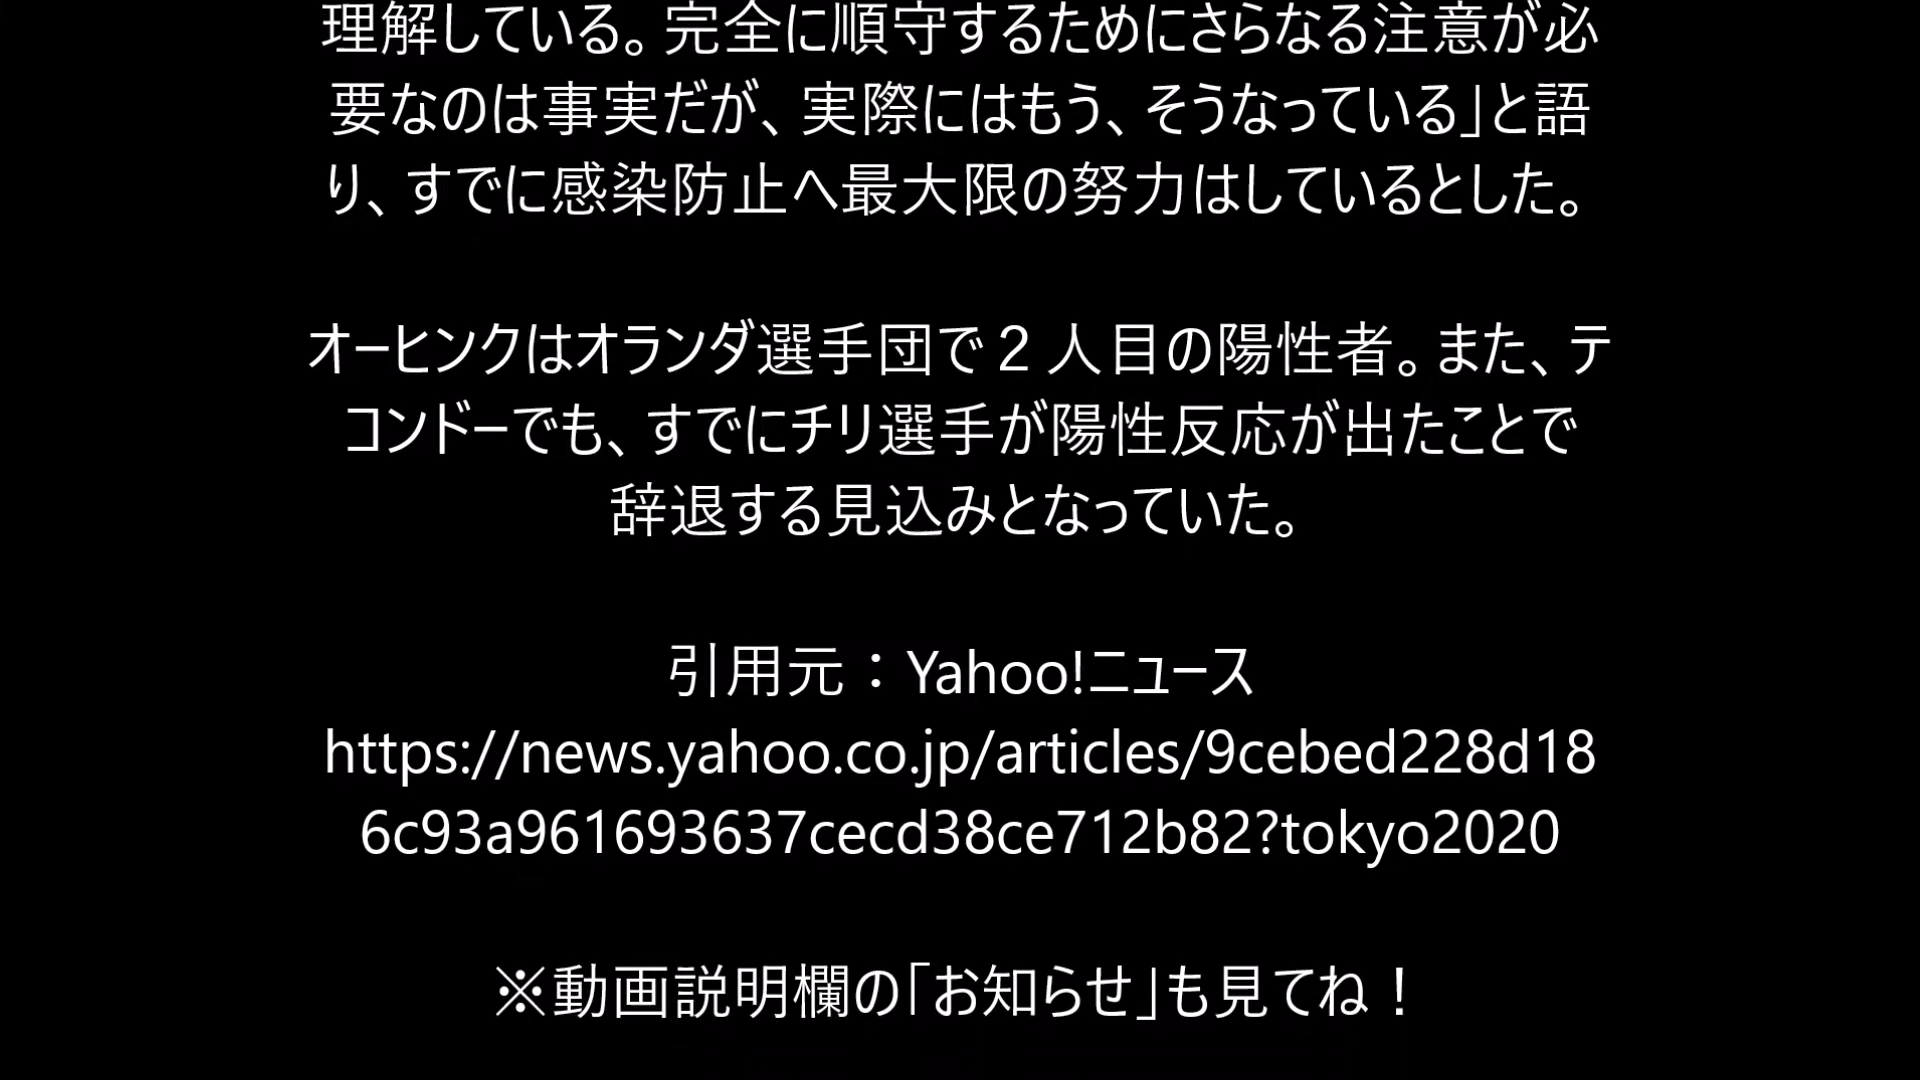 理解している。完全に順守するためにさらなる注意が必
要なのは事実だが、実際にはもう、そうなっている」と語
り、すでに感染防止へ最大限の努力はしているとした。
オーヒンクはオランダ選手団で２人目の陽性者。また、テ
コンドーでも、すでにチリ選手が陽性反応が出たことで
辞退する見込みとなっていた。
引用元：Yahoo!ニュース
https://news.yahoo.co.jp/articles/9cebed228d18
6c93a961693637cecd38ce712b82?tokyo2020
※動画説明欄の「お知らせ」も見てね！